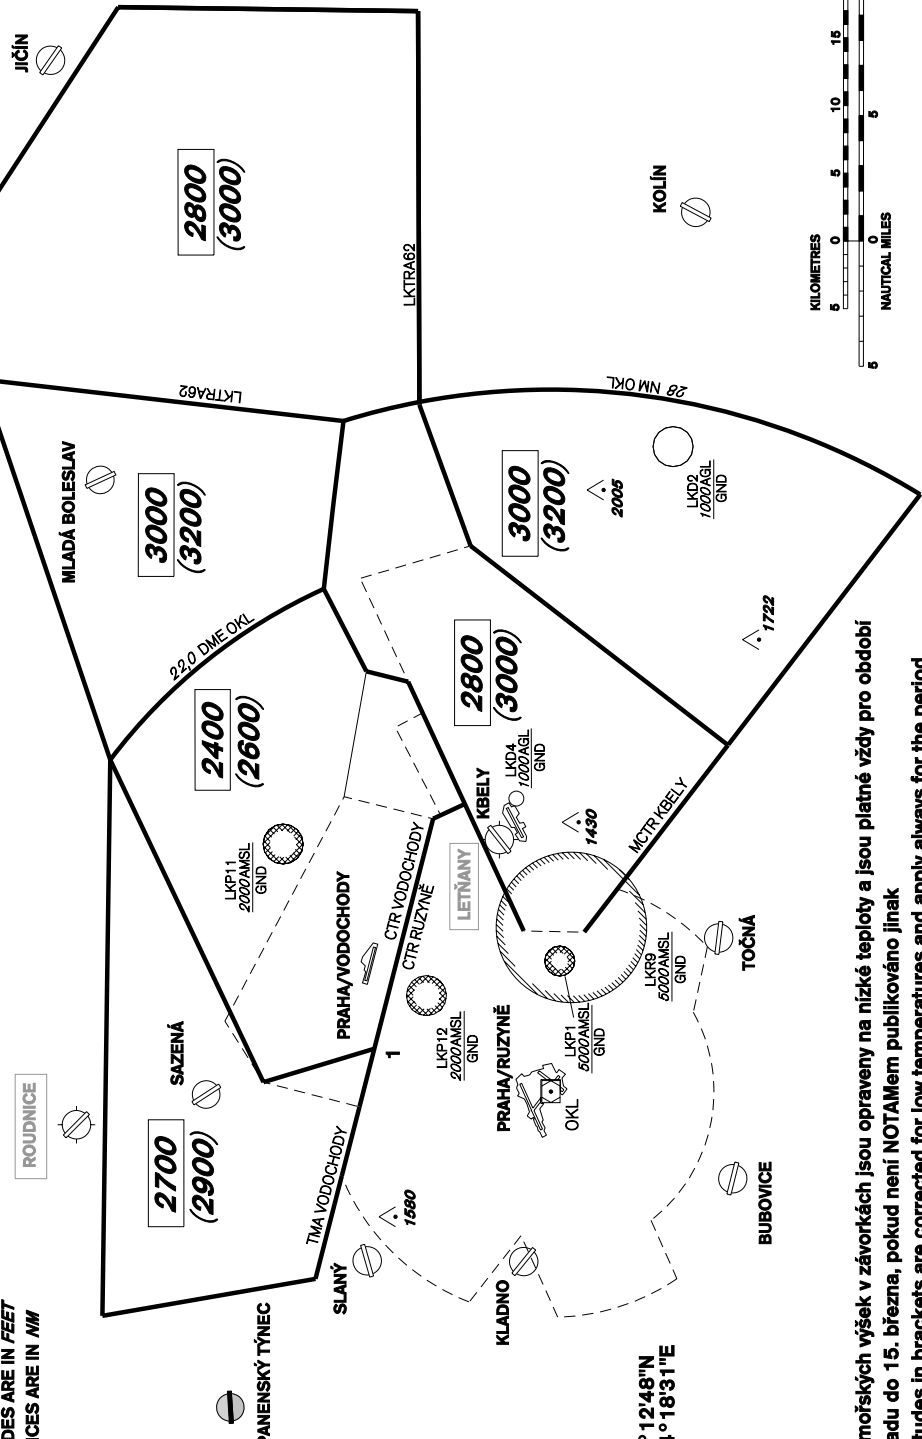 DES ARE IN FEET
CES ARE IN NM
ROUDNICE
PANENSKÝ TÝNEC
SAZENÁ
2700
(2900)
TMA VODOCHODY
SLANÝ
1580
KLADNO
BUBOVICE
°12'48"N
°18'31"E
JIČÍN
2800
(3000)
LKTRA62
LKTRA62
MLADÁ BOLESLAV
3000
(3200)
22,0 DME OKL
2400
(2600)
LKP11
2000AMSL
GND
PRAHA/VODOCHODY
CTR VODOCHODY
CTR RUZYNĚ
1
LKP12
2000AMSL
GND
PRAHA/RUZYNĚ
OKL
LKP1
5000AMSL
GND
LKR9
5000AMSL
GND
LETŇANY
KBELY
LKD4
1000AGL
GND
1430
2800
(3000)
MCTR KBELY
TOČNÁ
3000
(3200)
2005
LKD2
1000AGL
GND
1722
28 NM OKL
KOLÍN
KILOMETRES
5 0 5 10 15
5 0 5
NAUTICAL MILES
mořských výšek v závorkách jsou opraveny na nízké teploty a jsou platné vždy pro období
adu do 15. března, pokud není NOTAMem publikováno jinak
tudes in brackets are corrected for low temperatures and apply always for the period